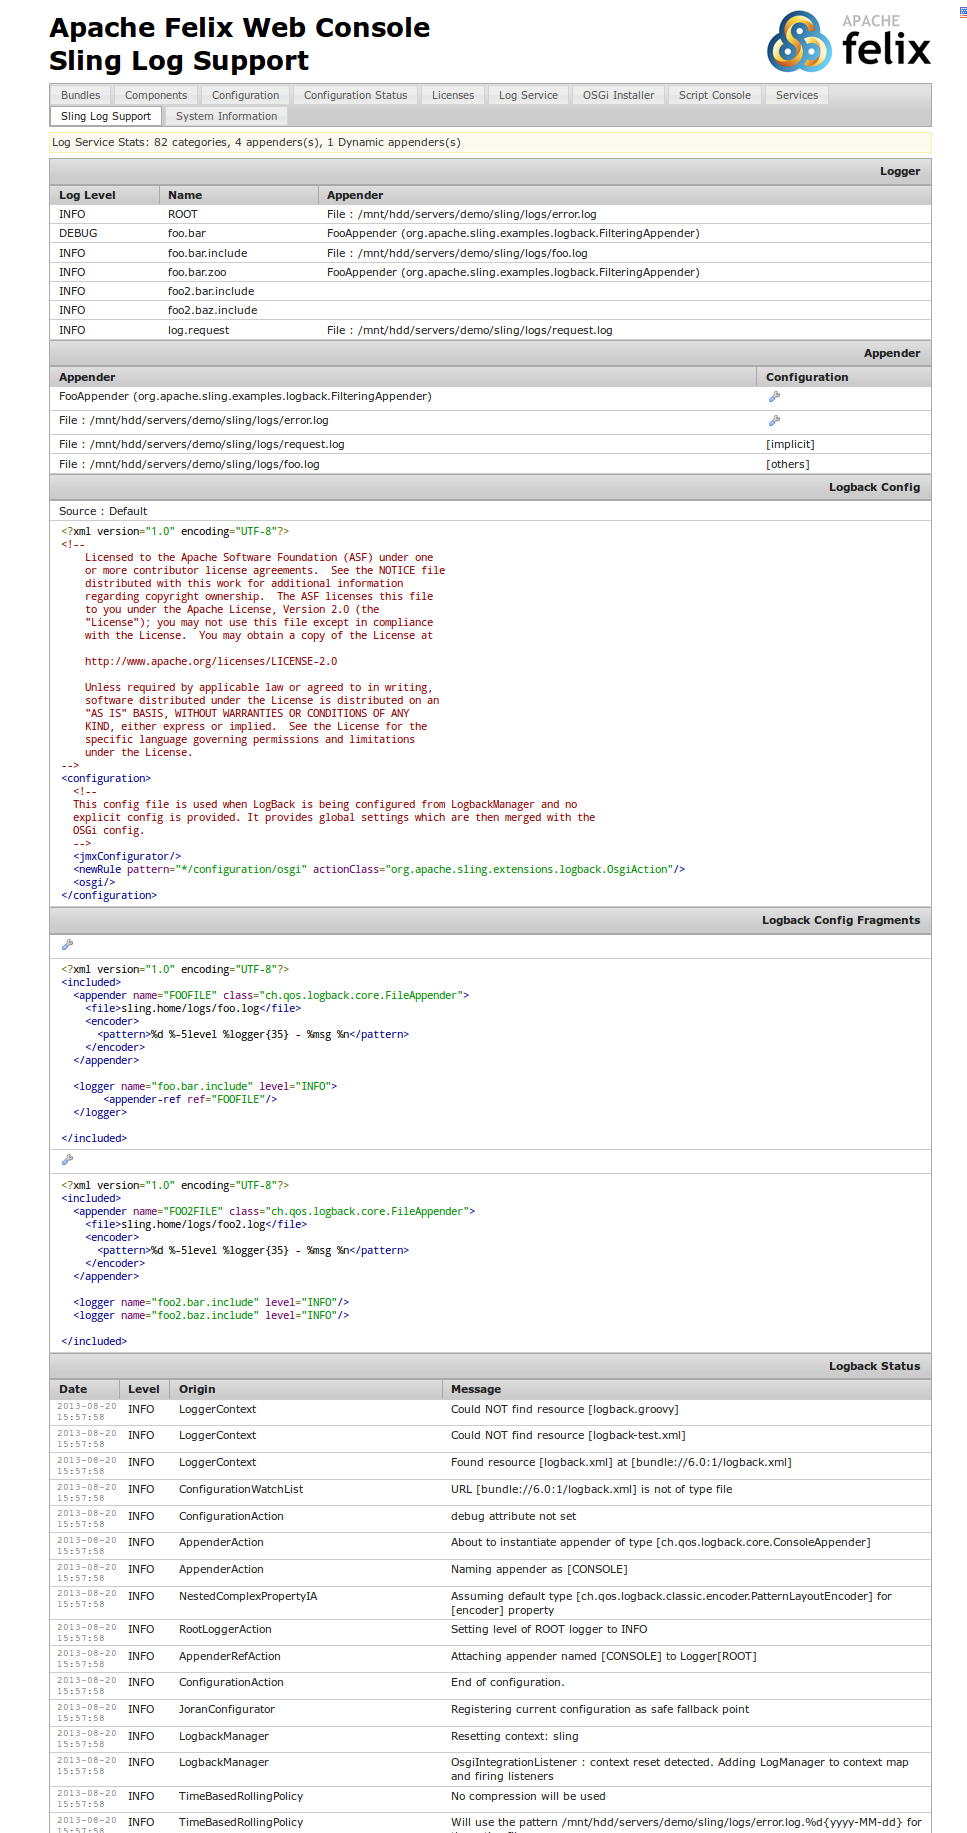 Apache Felix Web Console
Sling Log Support
APACHE
felix
Bundles Components Configuration Configuration Status Licenses Log Service OSGi Installer Script Console Services
Sling Log Support System Information
Log Service Stats: 82 categories, 4 appenders(s), 1 Dynamic appenders(s)
Logger
Log Level Name Appender
INFO ROOT File : /mnt/hdd/servers/demo/sling/logs/error.log
DEBUG foo.bar FooAppender (org.apache.sling.examples.logback.FilteringAppender)
INFO foo.bar.include File : /mnt/hdd/servers/demo/sling/logs/foo.log
INFO foo.bar.zoo FooAppender (org.apache.sling.examples.logback.FilteringAppender)
INFO foo2.bar.include
INFO foo2.baz.include
INFO log.request File : /mnt/hdd/servers/demo/sling/logs/request.log
Appender
Appender Configuration
FooAppender (org.apache.sling.examples.logback.FilteringAppender)
File : /mnt/hdd/servers/demo/sling/logs/error.log
File : /mnt/hdd/servers/demo/sling/logs/request.log [implicit]
File : /mnt/hdd/servers/demo/sling/logs/foo.log [others]
Logback Config
Source : Default
<?xml version="1.0" encoding="UTF-8"?>
<!--
Licensed to the Apache Software Foundation (ASF) under one
or more contributor license agreements.  See the NOTICE file
distributed with this work for additional information
regarding copyright ownership.  The ASF licenses this file
to you under the Apache License, Version 2.0 (the
"License"); you may not use this file except in compliance
with the License.  You may obtain a copy of the License at
http://www.apache.org/licenses/LICENSE-2.0
Unless required by applicable law or agreed to in writing,
software distributed under the License is distributed on an
"AS IS" BASIS, WITHOUT WARRANTIES OR CONDITIONS OF ANY
KIND, either express or implied.  See the License for the
specific language governing permissions and limitations
under the License.
-->
<configuration>
<!--
This config file is used when LogBack is being configured from LogbackManager and no
explicit config is provided. It provides global settings which are then merged with the
OSGi config.
-->
<jmxConfigurator/>
<newRule pattern="*/configuration/osgi" actionClass="org.apache.sling.extensions.logback.OsgiAction"/>
<osgi/>
</configuration>
Logback Config Fragments
<?xml version="1.0" encoding="UTF-8"?>
<included>
<appender name="FOOFILE" class="ch.qos.logback.core.FileAppender">
<file>sling.home/logs/foo.log</file>
<encoder>
<pattern>%d %-5level %logger{35} - %msg %n</pattern>
</encoder>
</appender>
<logger name="foo.bar.include" level="INFO">
<appender-ref ref="FOOFILE"/>
</logger>
</included>
<?xml version="1.0" encoding="UTF-8"?>
<included>
<appender name="FOO2FILE" class="ch.qos.logback.core.FileAppender">
<file>sling.home/logs/foo2.log</file>
<encoder>
<pattern>%d %-5level %logger{35} - %msg %n</pattern>
</encoder>
</appender>
<logger name="foo2.bar.include" level="INFO"/>
<logger name="foo2.baz.include" level="INFO"/>
</included>
Logback Status
Date Level Origin Message
2013-08-20 15:57:58 INFO LoggerContext Could NOT find resource [logback.groovy]
2013-08-20 15:57:58 INFO LoggerContext Could NOT find resource [logback-test.xml]
2013-08-20 15:57:58 INFO LoggerContext Found resource [logback.xml] at [bundle://6.0:1/logback.xml]
2013-08-20 15:57:58 INFO ConfigurationWatchList URL [bundle://6.0:1/logback.xml] is not of type file
2013-08-20 15:57:58 INFO ConfigurationAction debug attribute not set
2013-08-20 15:57:58 INFO AppenderAction About to instantiate appender of type [ch.qos.logback.core.ConsoleAppender]
2013-08-20 15:57:58 INFO AppenderAction Naming appender as [CONSOLE]
2013-08-20 15:57:58 INFO NestedComplexPropertyIA Assuming default type [ch.qos.logback.classic.encoder.PatternLayoutEncoder] for
[encoder] property
2013-08-20 15:57:58 INFO RootLoggerAction Setting level of ROOT logger to INFO
2013-08-20 15:57:58 INFO AppenderRefAction Attaching appender named [CONSOLE] to Logger[ROOT]
2013-08-20 15:57:58 INFO ConfigurationAction End of configuration.
2013-08-20 15:57:58 INFO JoranConfigurator Registering current configuration as safe fallback point
2013-08-20 15:57:58 INFO LogbackManager Resetting context: sling
2013-08-20 15:57:58 INFO LogbackManager OsgiIntegrationListener : context reset detected. Adding LogManager to context map
and firing listeners
2013-08-20 15:57:58 INFO TimeBasedRollingPolicy No compression will be used
2013-08-20 15:57:58 INFO TimeBasedRollingPolicy Will use the pattern /mnt/hdd/servers/demo/sling/logs/error.log.%d{yyyy-MM-dd} for